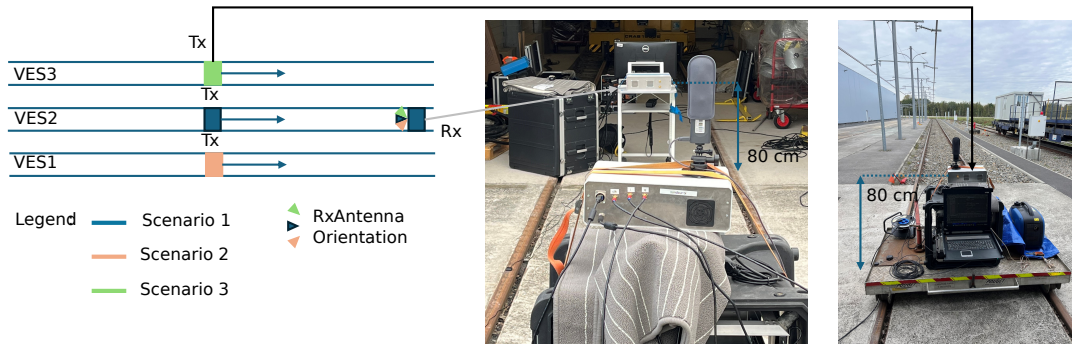 Tx
VES3
Tx
VES2
Rx
Tx
VES1
Legend
Scenario 1
Scenario 2
Scenario 3
RxAntenna
Orientation
80 cm
80 cm
DELL